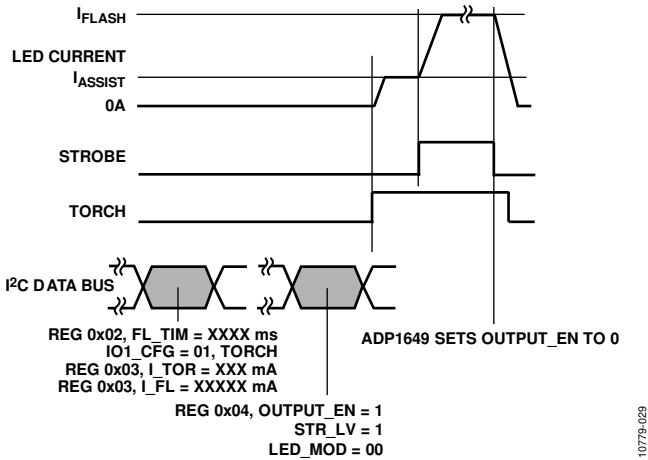 IFLASH
LED CURRENT
IASSIST
0A
STROBE
TORCH
I2C DATA BUS
REG 0x02, FL_TIM = XXXX ms
IO1_CFG = 01, TORCH
REG 0x03, I_TOR = XXX mA
REG 0x03, I_FL = XXXXX mA
ADP1649 SETS OUTPUT_EN TO 0
REG 0x04, OUTPUT_EN = 1
STR_LV = 1
LED_MOD = 00
10779-029